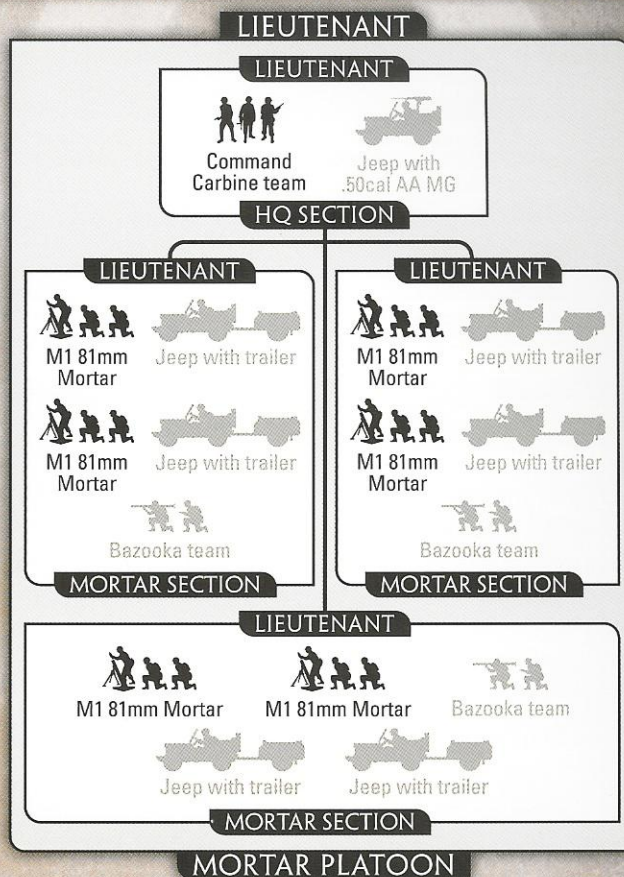 LIEUTENANT
LIEUTENANT
Command
Carbine team
Jeep with
.50cal AA MG
HQ SECTION
LIEUTENANT
M1 81mm
Mortar
Jeep with trailer
M1 81mm
Mortar
Jeep with trailer
Bazooka team
MORTAR SECTION
LIEUTENANT
M1 81mm
Mortar
Jeep with trailer
M1 81mm
Mortar
Jeep with trailer
Bazooka team
MORTAR SECTION
LIEUTENANT
M1 81mm Mortar
M1 81mm Mortar
Bazooka team
Jeep with trailer
Jeep with trailer
MORTAR SECTION
MORTAR PLATOON